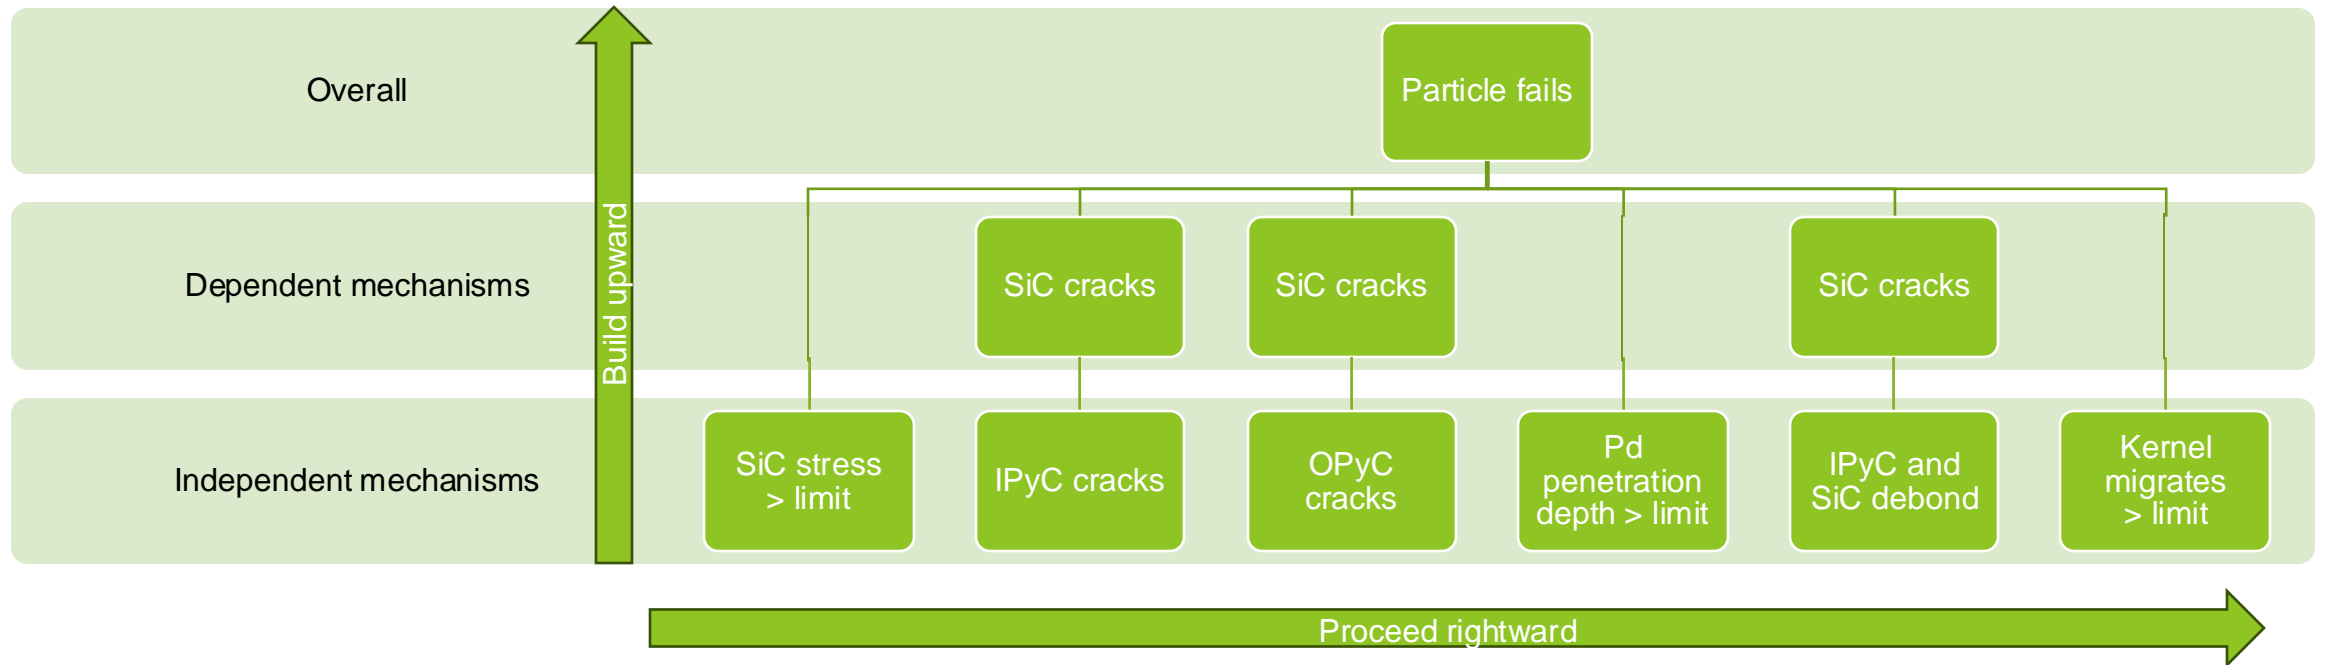 Overall
Particle fails
Build upward
Dependent mechanisms
SiC cracks
SiC cracks
SiC cracks
Independent mechanisms
SiC stress
> limit
IPyC cracks
OPyC
cracks
Pd
penetration
depth > limit
IPyC and
SiC debond
Kernel
migrates
> limit
Proceed rightward